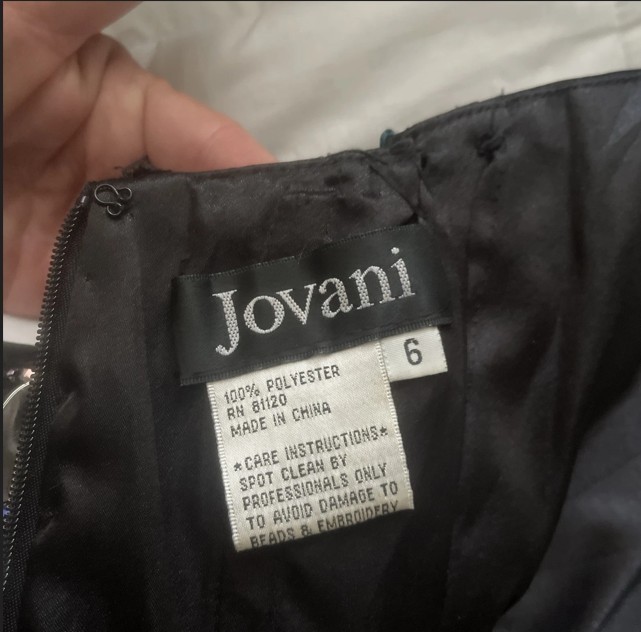 Jovani
6
100% POLYESTER
RN 81120
MADE IN CHINA
*CARE INSTRUCTIONS*
SPOT CLEAN BY
PROFESSIONALS ONLY
TO AVOID DAMAGE TO
BEADS & EMBROIDERY